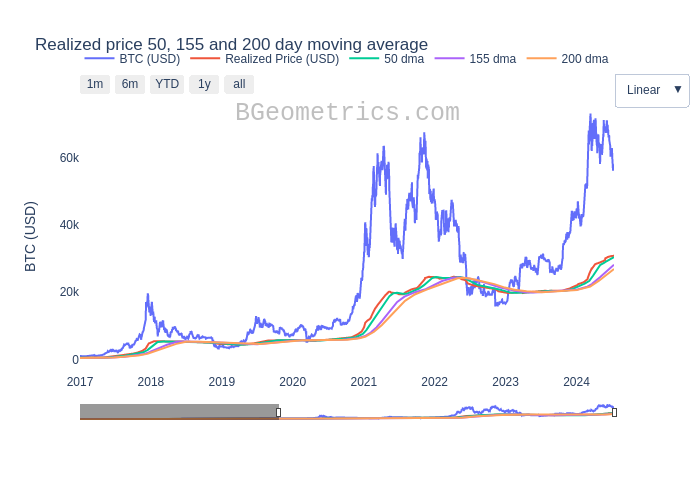 Realized price 50, 155 and 200 day moving average
BTC (USD) Realized Price (USD) 50 dma 155 dma 200 dma
1m 6m YTD 1y all
Linear ▼
BGeometrics.com
BTC (USD)
60k
40k
20k
0
2017 2018 2019 2020 2021 2022 2023 2024